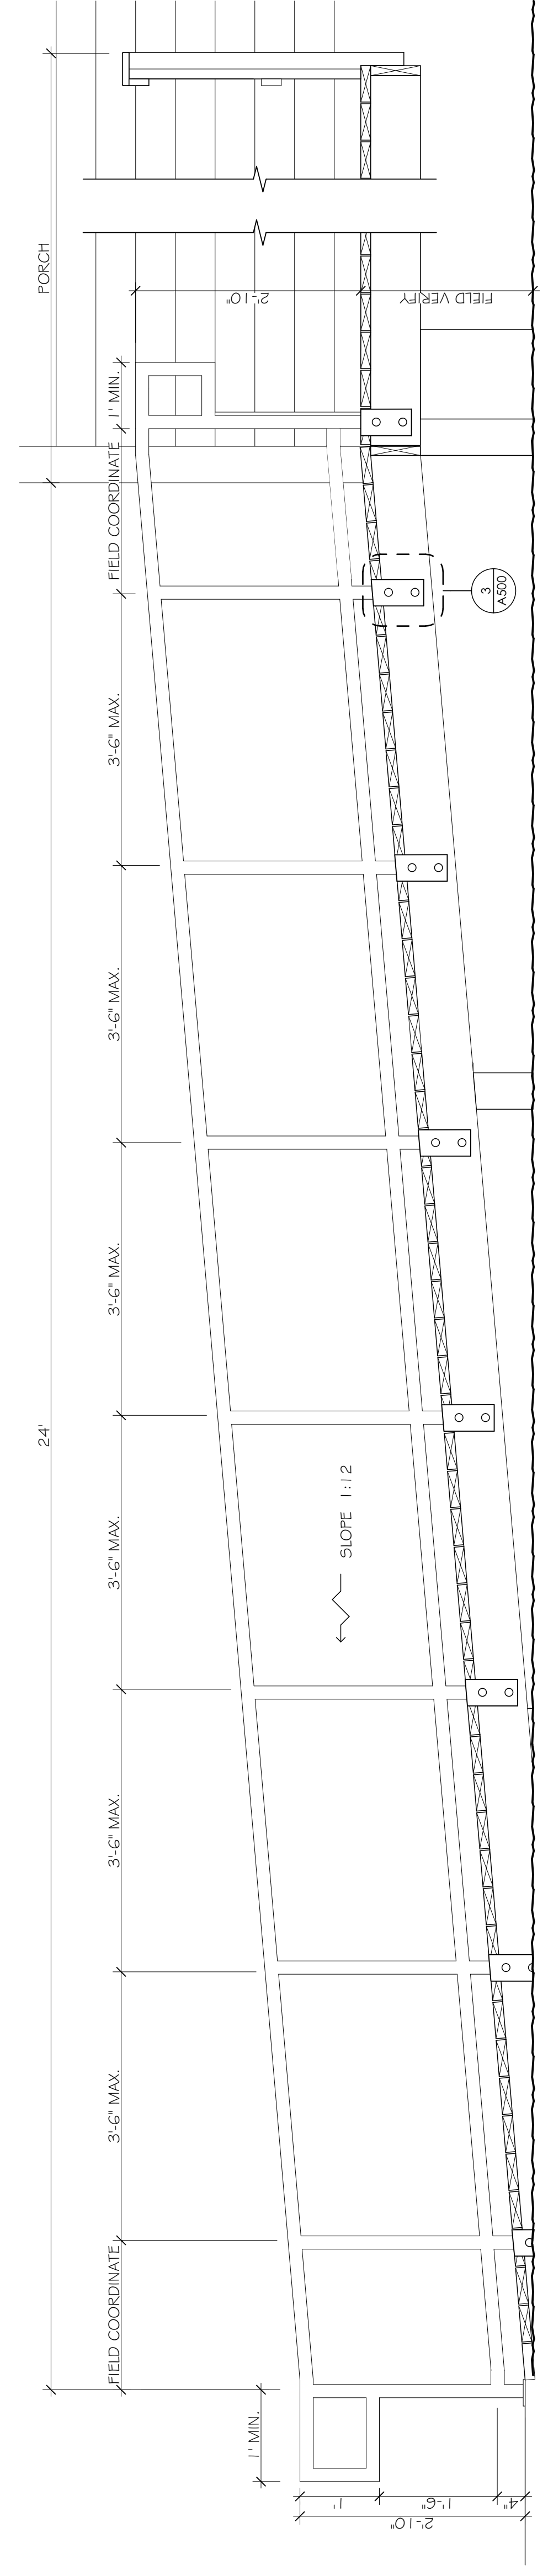 PORCH
24'
1' MIN.
FIELD COORDINATE
3'-6" MAX.
3'-6" MAX.
3'-6" MAX.
3'-6" MAX.
3'-6" MAX.
3'-6" MAX.
FIELD COORDINATE
1' MIN.
2'-10"
FIELD VERIFY
3
A500
SLOPE 1:12
1'
1'-6"
4"
2'-10"